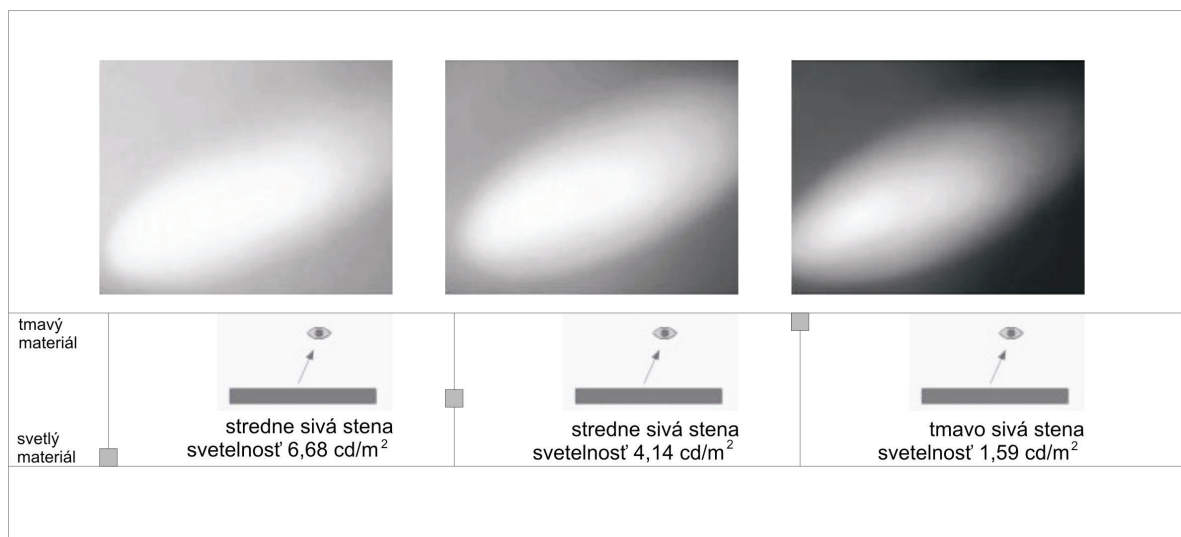 tmavý
materiál
svetlý
materiál
stredne sivá stena
svetelnosť 6,68 cd/m²
stredne sivá stena
svetelnosť 4,14 cd/m²
tmavo sivá stena
svetelnosť 1,59 cd/m²